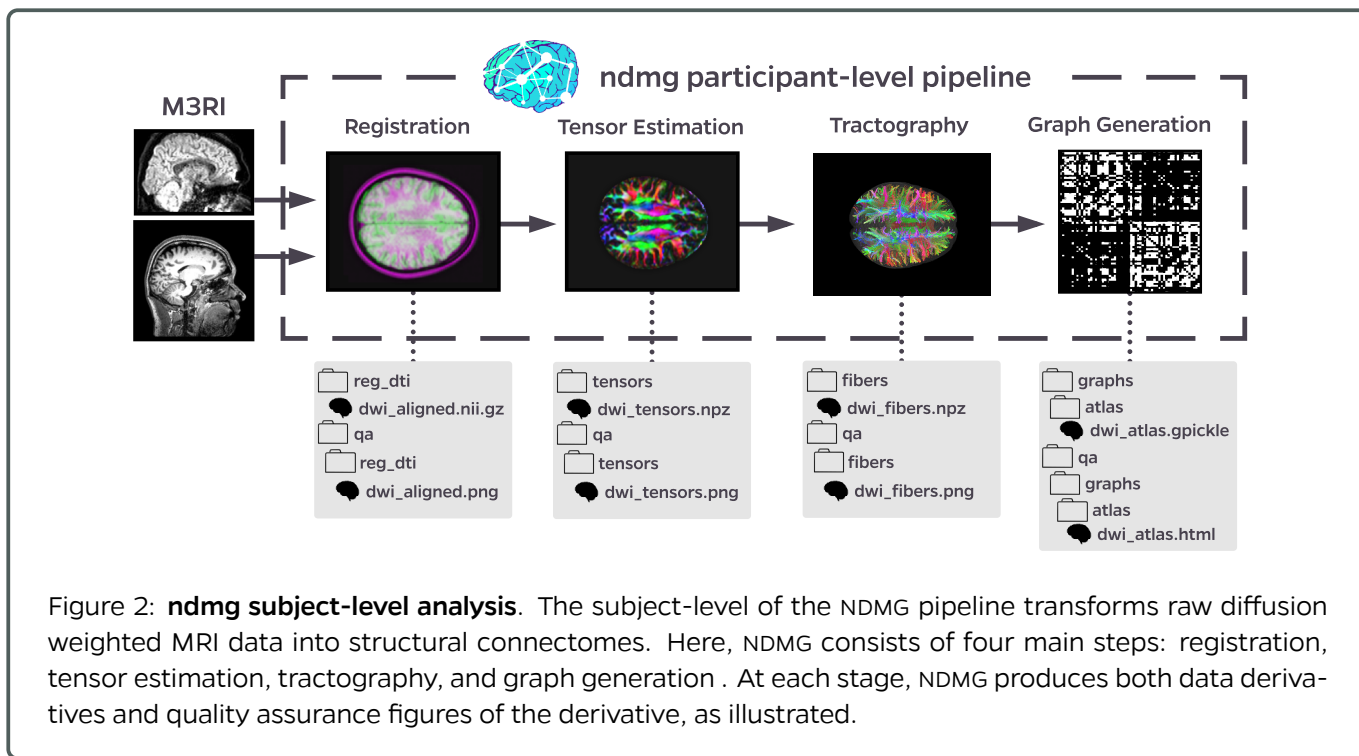 ndmg participant-level pipeline
M3RI
Registration
Tensor Estimation
Tractography
Graph Generation
reg_dti
dwi_aligned.nii.gz
qa
reg_dti
dwi_aligned.png
tensors
dwi_tensors.npz
qa
tensors
dwi_tensors.png
fibers
dwi_fibers.npz
qa
fibers
dwi_fibers.png
graphs
atlas
dwi_atlas.gpickle
qa
graphs
atlas
dwi_atlas.html
Figure 2: ndmg subject-level analysis. The subject-level of the NDMG pipeline transforms raw diffusion
weighted MRI data into structural connectomes. Here, NDMG consists of four main steps: registration,
tensor estimation, tractography, and graph generation . At each stage, NDMG produces both data deriva-
tives and quality assurance figures of the derivative, as illustrated.